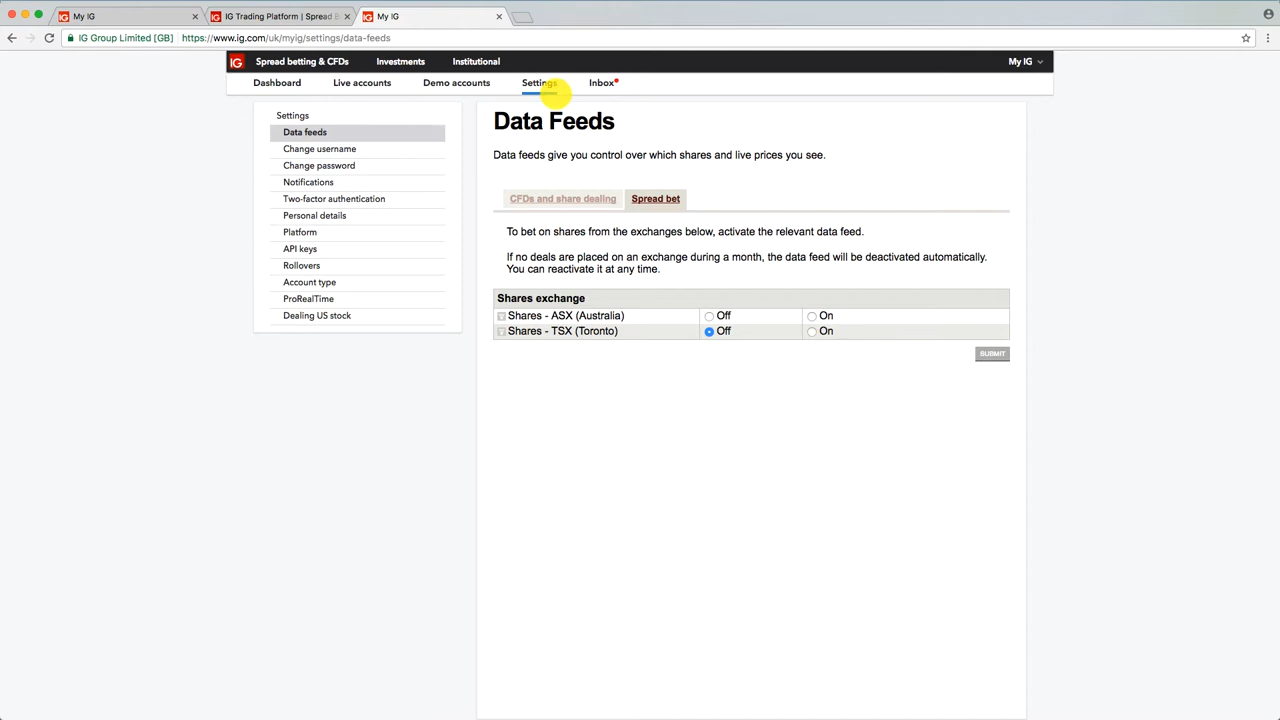 My IG
IG Trading Platform | Spread B
My IG
IG Group Limited [GB] https://www.ig.com/uk/myig/settings/data-feeds
IG Spread betting & CFDs Investments Institutional My IG
Dashboard Live accounts Demo accounts Settings Inbox
Settings
Data feeds
Change username
Change password
Notifications
Two-factor authentication
Personal details
Platform
API keys
Rollovers
Account type
ProRealTime
Dealing US stock
Data Feeds
Data feeds give you control over which shares and live prices you see.
CFDs and share dealing Spread bet
To bet on shares from the exchanges below, activate the relevant data feed.
If no deals are placed on an exchange during a month, the data feed will be deactivated automatically.
You can reactivate it at any time.
Shares exchange
Shares - ASX (Australia) Off On
Shares - TSX (Toronto) Off On
SUBMIT